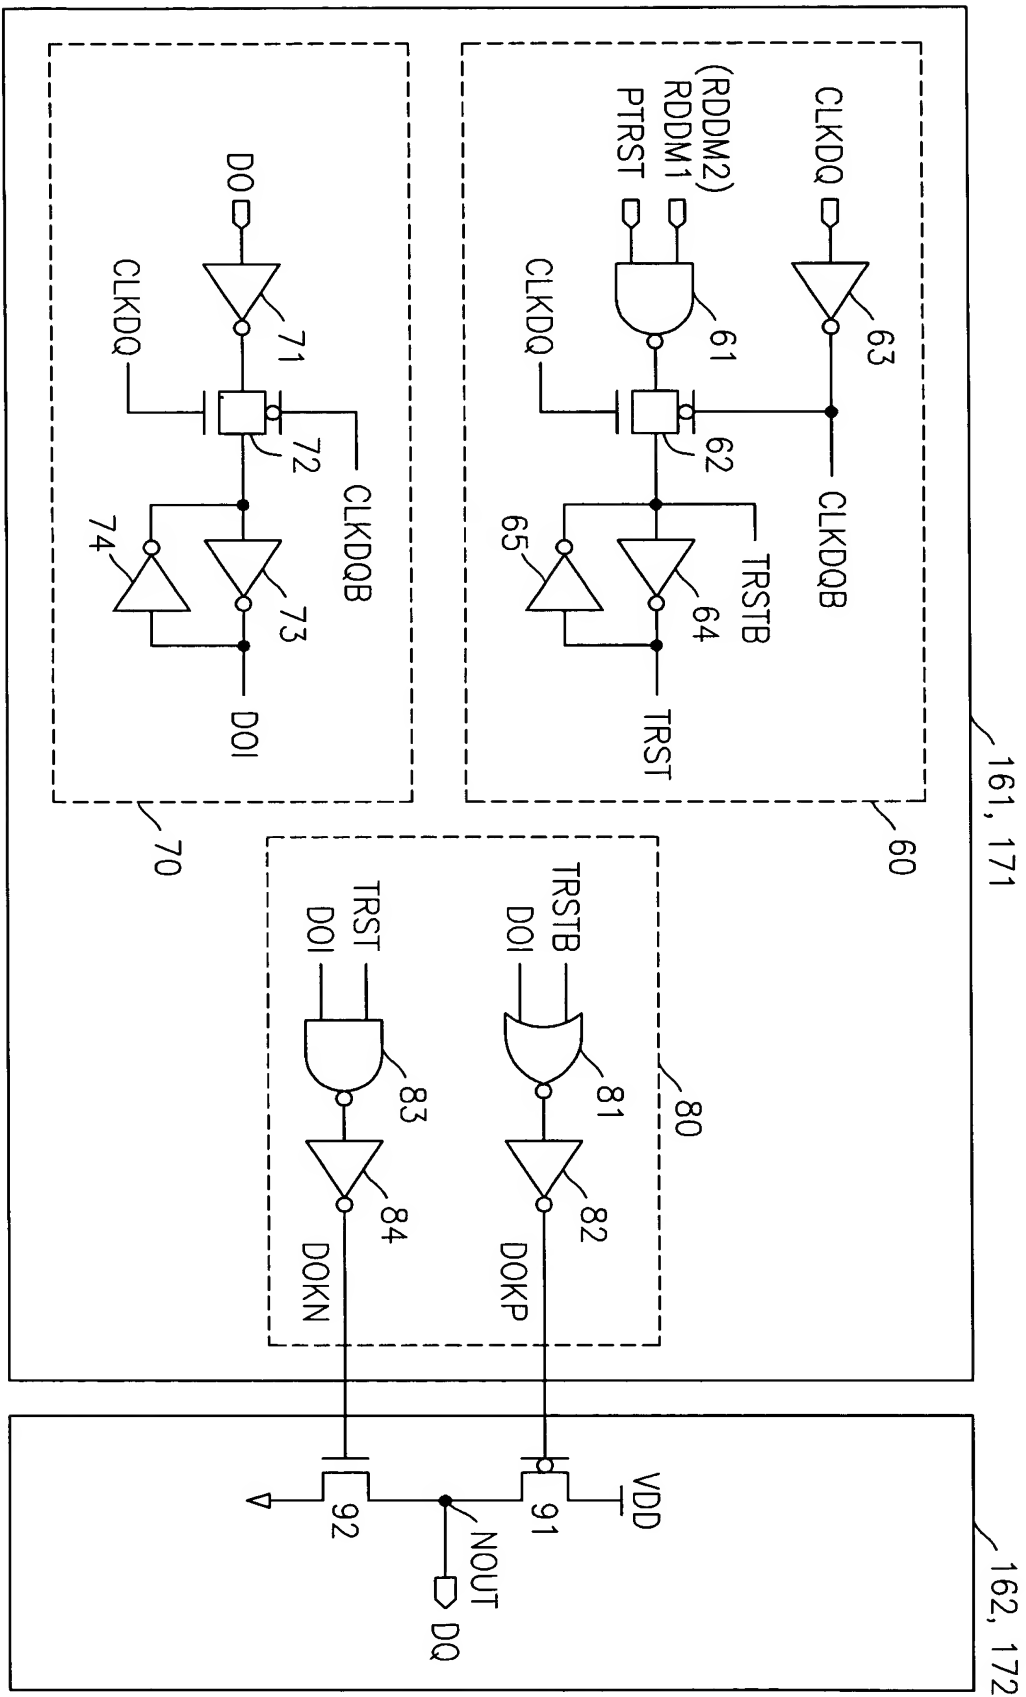 161, 171
60
CLKDQ
63
CLKDQB
(RDDM2)
RDDM1
PTRST
61
62
CLKDQ
TRSTB
64
65
TRST
70
DO
71
CLKDQ
72
CLKDQB
73
74
DOI
80
TRSTB
DOI
81
82
DOKP
TRST
DOI
83
84
DOKN
162, 172
VDD
91
NOUT
DQ
92